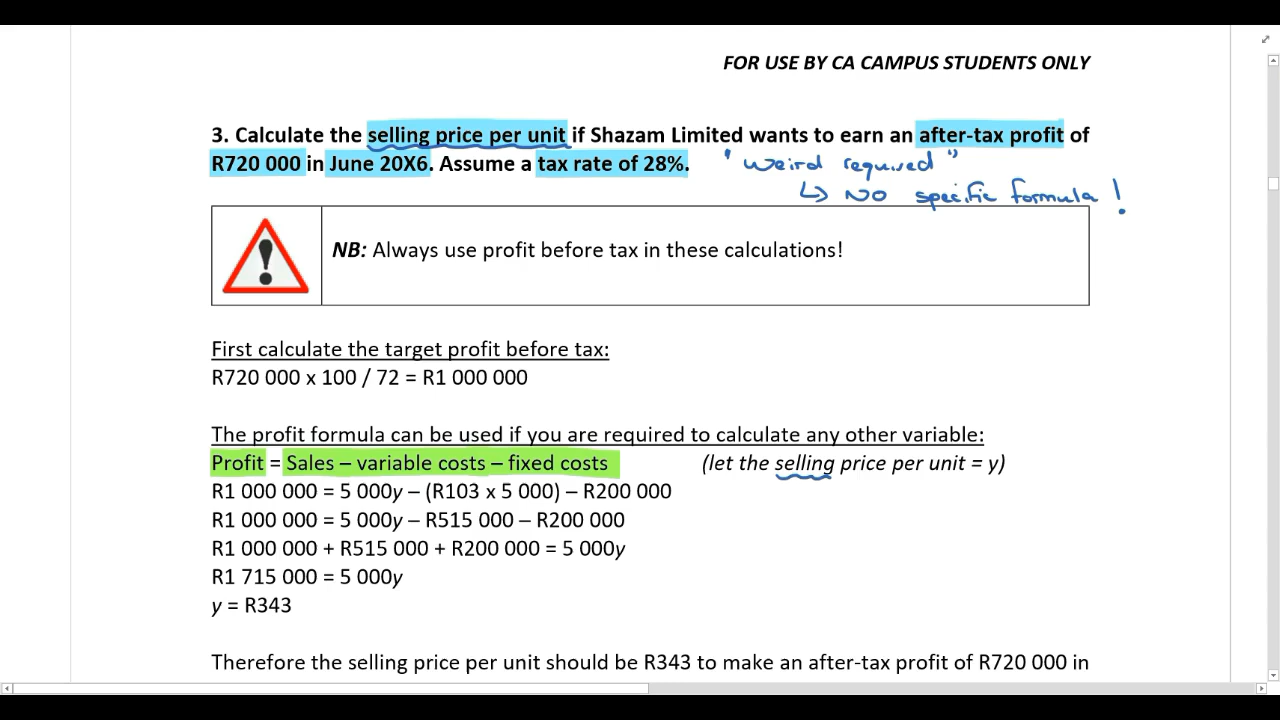 FOR USE BY CA CAMPUS STUDENTS ONLY
3. Calculate the selling price per unit if Shazam Limited wants to earn an after-tax profit of
R720 000 in June 20X6. Assume a tax rate of 28%. "weird required"
↳ NO specific formula !
NB: Always use profit before tax in these calculations!
First calculate the target profit before tax:
R720 000 x 100 / 72 = R1 000 000
The profit formula can be used if you are required to calculate any other variable:
Profit = Sales – variable costs – fixed costs (let the selling price per unit = y)
R1 000 000 = 5 000y – (R103 x 5 000) – R200 000
R1 000 000 = 5 000y – R515 000 – R200 000
R1 000 000 + R515 000 + R200 000 = 5 000y
R1 715 000 = 5 000y
y = R343
Therefore the selling price per unit should be R343 to make an after-tax profit of R720 000 in